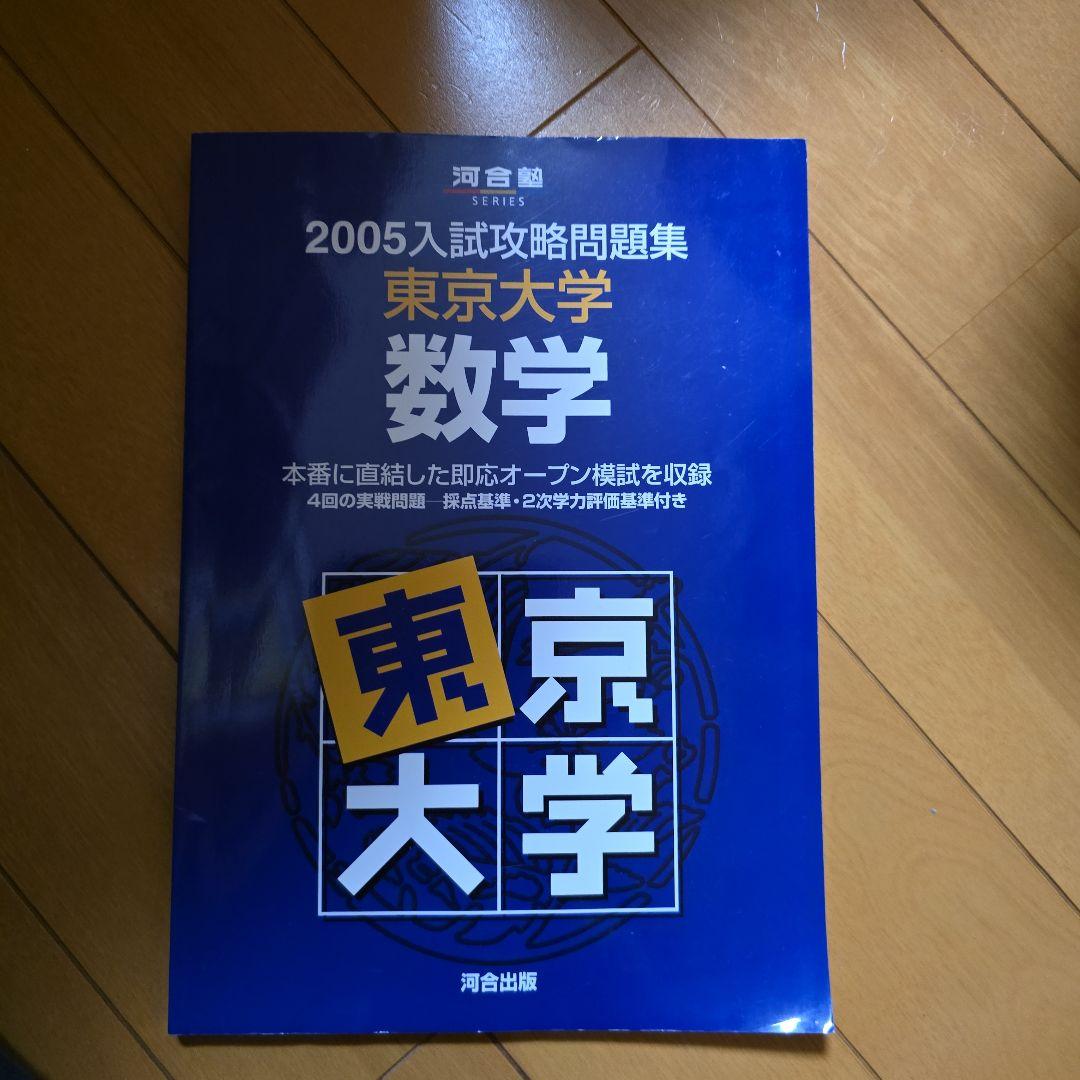 河合塾
SERIES
2005入試攻略問題集
東京大学
数学
本番に直結した即応オープン模試を収録
4回の実戦問題─採点基準・2次学力評価基準付き
東京
大学
河合出版